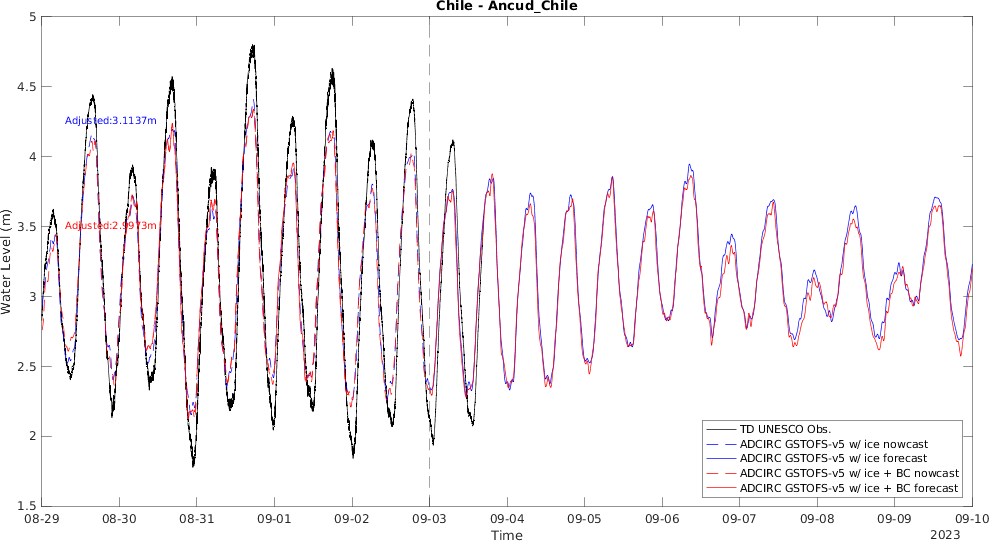 Chile - Ancud_Chile
5
4.5
Adjusted:3.1137m
4
3.5
Adjusted:2.9973m
Water Level (m)
3
2.5
2
1.5
TD UNESCO Obs.
ADCIRC GSTOFS-v5 w/ ice nowcast
ADCIRC GSTOFS-v5 w/ ice forecast
ADCIRC GSTOFS-v5 w/ ice + BC nowcast
ADCIRC GSTOFS-v5 w/ ice + BC forecast
08-29 08-30 08-31 09-01 09-02 09-03 09-04 09-05 09-06 09-07 09-08 09-09 09-10
Time
2023